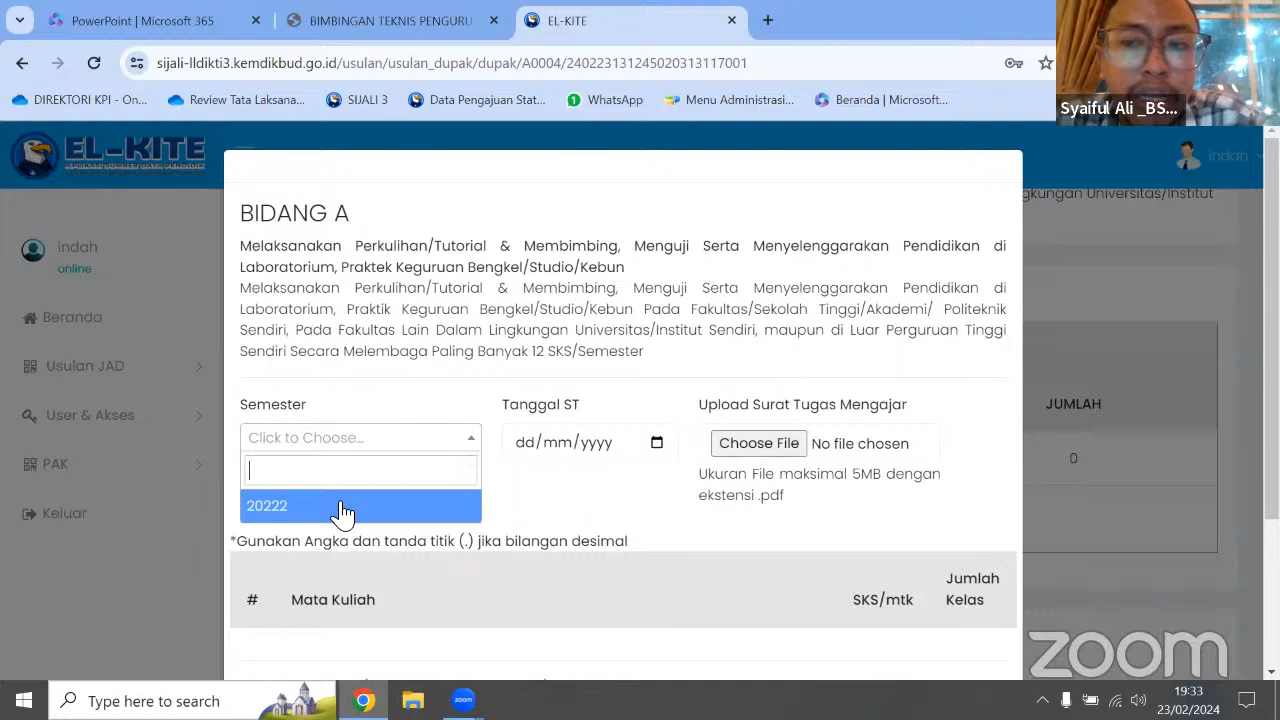 PowerPoint | Microsoft 365
BIMBINGAN TEKNIS PENGURU
EL-KITE
sijali-lldikti3.kemdikbud.go.id/usulan/usulan_dupak/dupak/A0004/240223131245020313117001
DIREKTORI KPI - On...
Review Tata Laksana...
SIJALI 3
Data Pengajuan Stat...
WhatsApp
Menu Administrasi...
Beranda | Microsoft...
Syaiful Ali _BS...
EL-KITE
indah
ngkungan Universitas/Institut
indah
online
Beranda
Usulan JAD
User & Akses
PAK
Keluar
BIDANG A
Melaksanakan Perkulihan/Tutorial & Membimbing, Menguji Serta Menyelenggarakan Pendidikan di
Laboratorium, Praktek Keguruan Bengkel/Studio/Kebun
Melaksanakan Perkulihan/Tutorial & Membimbing, Menguji Serta Menyelenggarakan Pendidikan di
Laboratorium, Praktik Keguruan Bengkel/Studio/Kebun Pada Fakultas/Sekolah Tinggi/Akademi/ Politeknik
Sendiri, Pada Fakultas Lain Dalam Lingkungan Universitas/Institut Sendiri, maupun di Luar Perguruan Tinggi
Sendiri Secara Melembaga Paling Banyak 12 SKS/Semester
Semester
Tanggal ST
Upload Surat Tugas Mengajar
Click to Choose...
dd/mm/yyyy
Choose File No file chosen
Ukuran File maksimal 5MB dengan
ekstensi .pdf
20222
*Gunakan Angka dan tanda titik (.) jika bilangan desimal
#
Mata Kuliah
SKS/mtk
Jumlah
Kelas
JUMLAH
0
zoom
Type here to search
zoom
19:33
23/02/2024